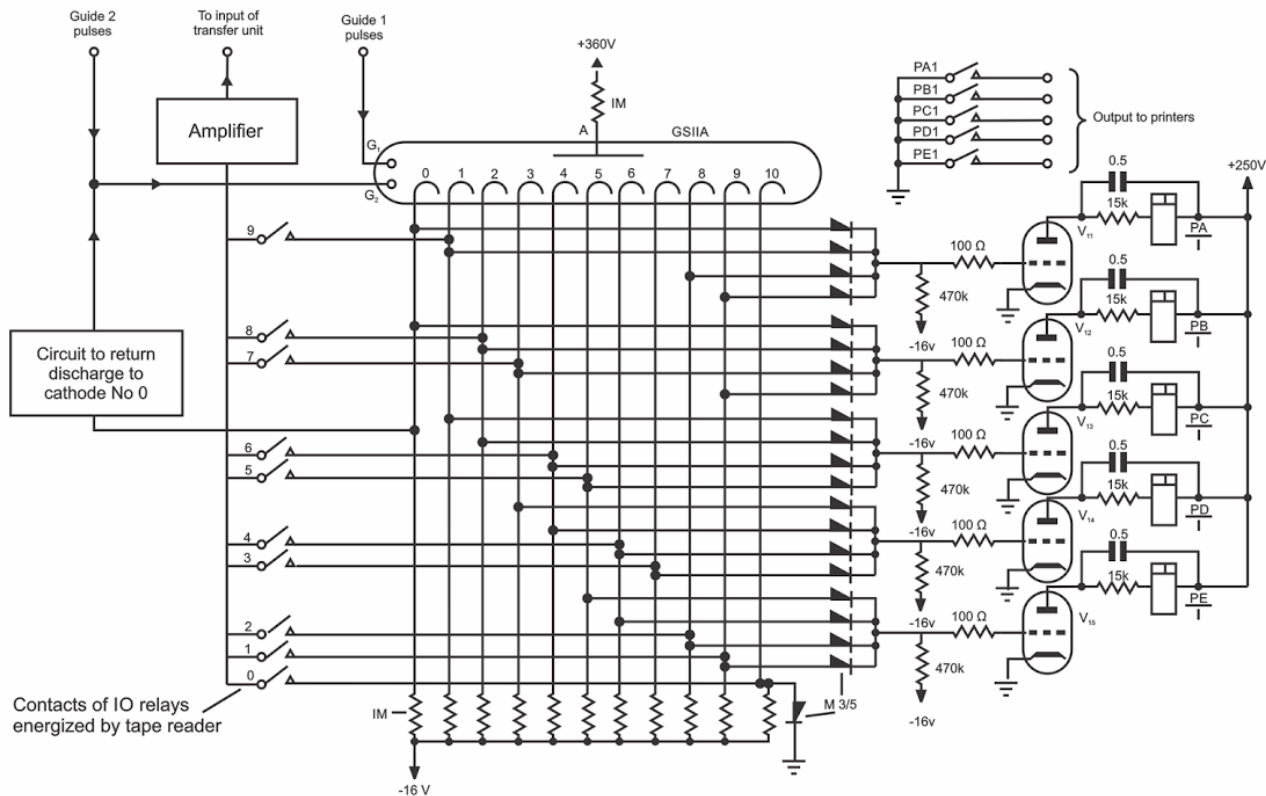 Guide 2
pulses
To input of
transfer unit
Guide 1
pulses
+360V
IM
A
GSIIA
PA1
PB1
PC1
PD1
PE1
Output to printers
Amplifier
G₁
G₂
0 1 2 3 4 5 6 7 8 9 10
+250V
0.5
15k
V₁₁
PA
I
100 Ω
470k
-16v
9
0.5
15k
V₁₂
PB
I
100 Ω
470k
-16v
8
7
Circuit to return
discharge to
cathode No 0
0.5
15k
V₁₃
PC
I
100 Ω
470k
-16v
6
5
0.5
15k
V₁₄
PD
I
100 Ω
470k
-16v
4
3
0.5
15k
V₁₅
PE
I
100 Ω
470k
-16v
2
1
0
Contacts of IO relays
energized by tape reader
IM
M 3/5
-16 V